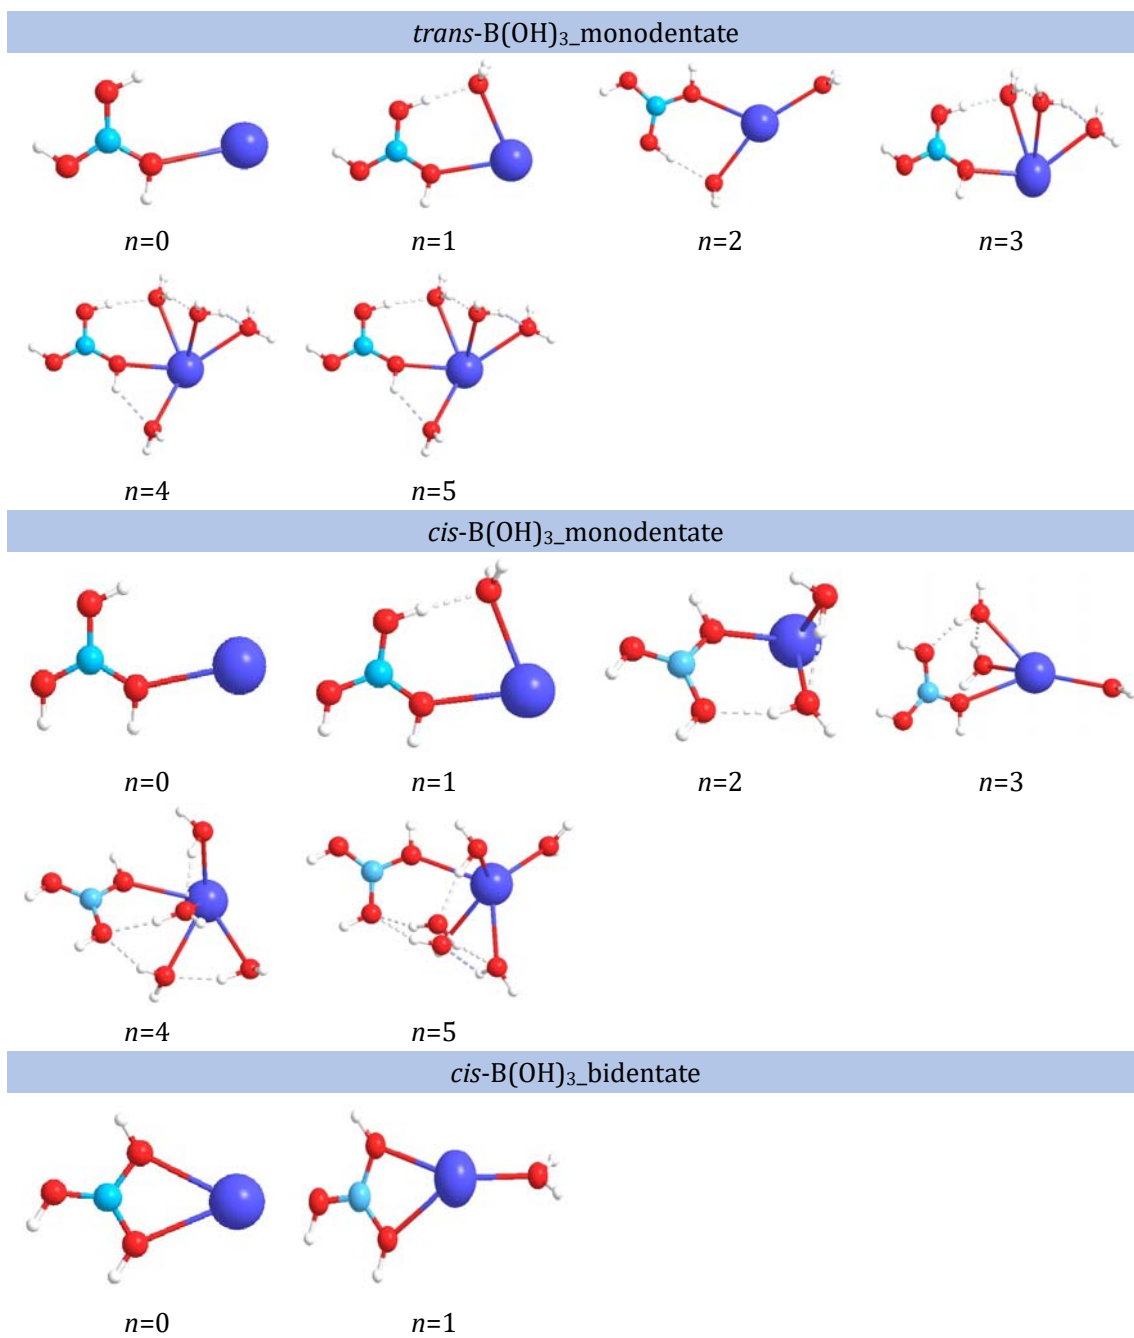 trans-B(OH)₃_monodentate
n=0 n=1 n=2 n=3
n=4 n=5
cis-B(OH)₃_monodentate
n=0 n=1 n=2 n=3
n=4 n=5
cis-B(OH)₃_bidentate
n=0 n=1